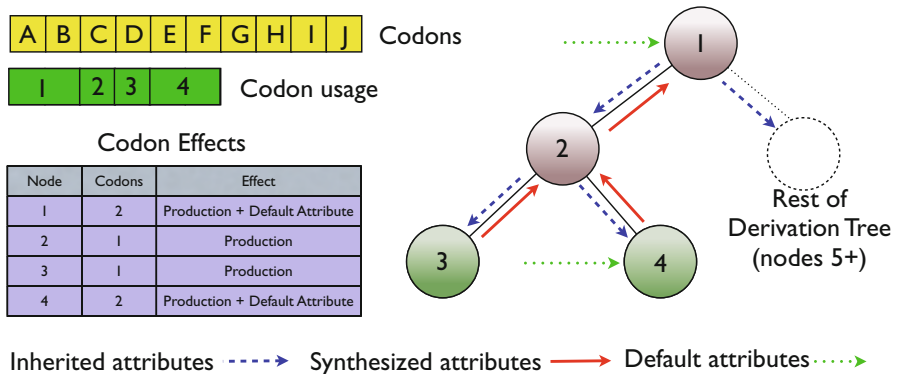 A B C D E F G H I J Codons
1 2 3 4 Codon usage
Codon Effects
Node Codons Effect
1 2 Production + Default Attribute
2 1 Production
3 1 Production
4 2 Production + Default Attribute
1
2
3
4
Rest of
Derivation Tree
(nodes 5+)
Inherited attributes Synthesized attributes Default attributes